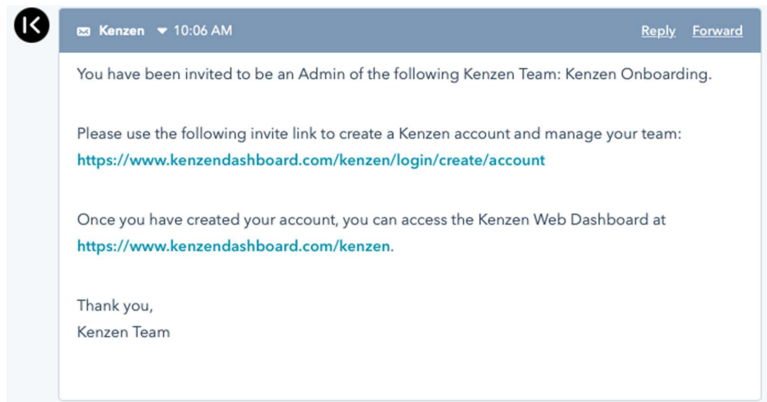 Kenzen 10:06 AM Reply Forward
You have been invited to be an Admin of the following Kenzen Team: Kenzen Onboarding.
Please use the following invite link to create a Kenzen account and manage your team:
https://www.kenzendashboard.com/kenzen/login/create/account
Once you have created your account, you can access the Kenzen Web Dashboard at
https://www.kenzendashboard.com/kenzen.
Thank you,
Kenzen Team